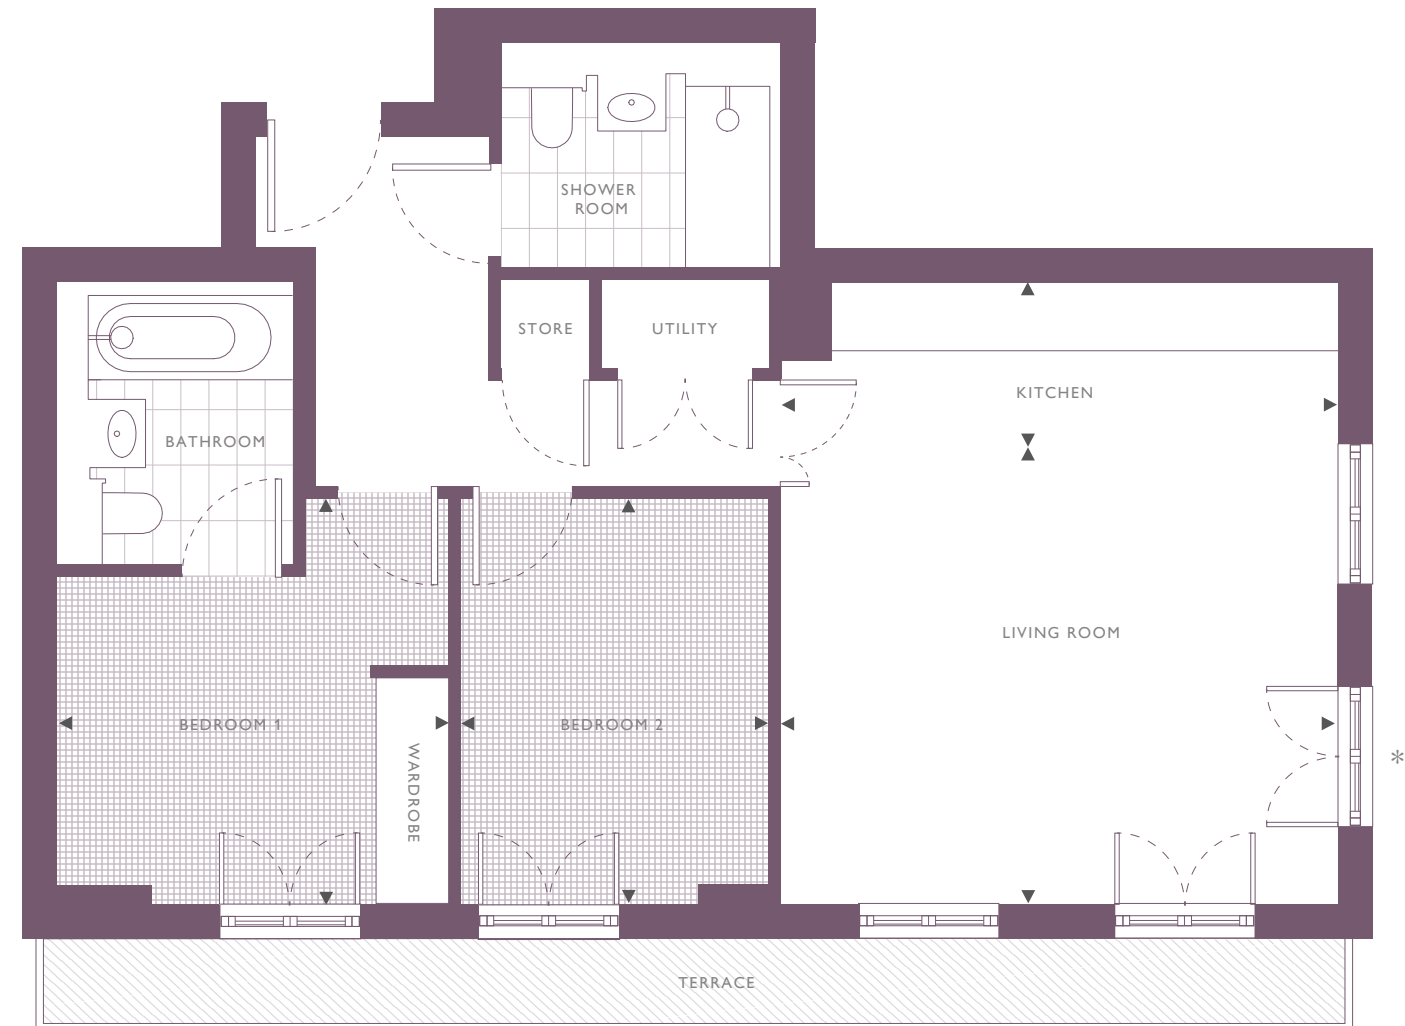 SHOWER
ROOM
STORE
UTILITY
KITCHEN
BATHROOM
LIVING ROOM
BEDROOM 1
BEDROOM 2
WARDROBE
*
TERRACE